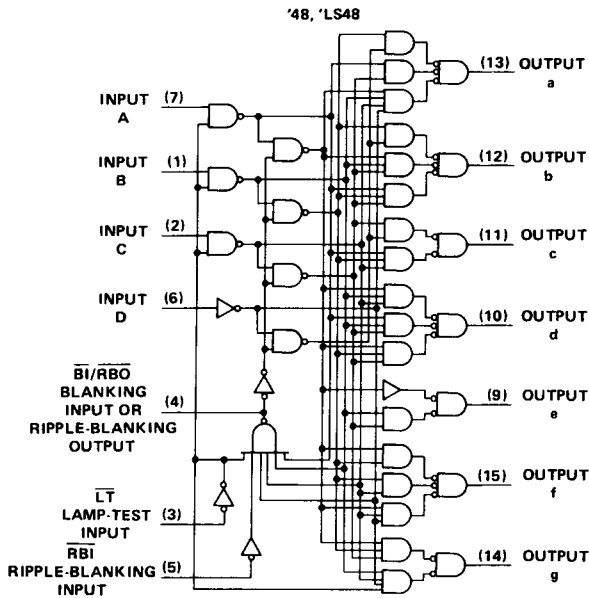 '48, 'LS48
(13) OUTPUT
a
INPUT (7)
A
(12) OUTPUT
b
INPUT (1)
B
INPUT (2)
C
(11) OUTPUT
c
INPUT (6)
D
(10) OUTPUT
d
BI/RBO
BLANKING (4)
INPUT OR
RIPPLE-BLANKING
OUTPUT
(9) OUTPUT
e
LT
LAMP-TEST (3)
INPUT
(15) OUTPUT
f
RBI
RIPPLE-BLANKING (5)
INPUT
(14) OUTPUT
g